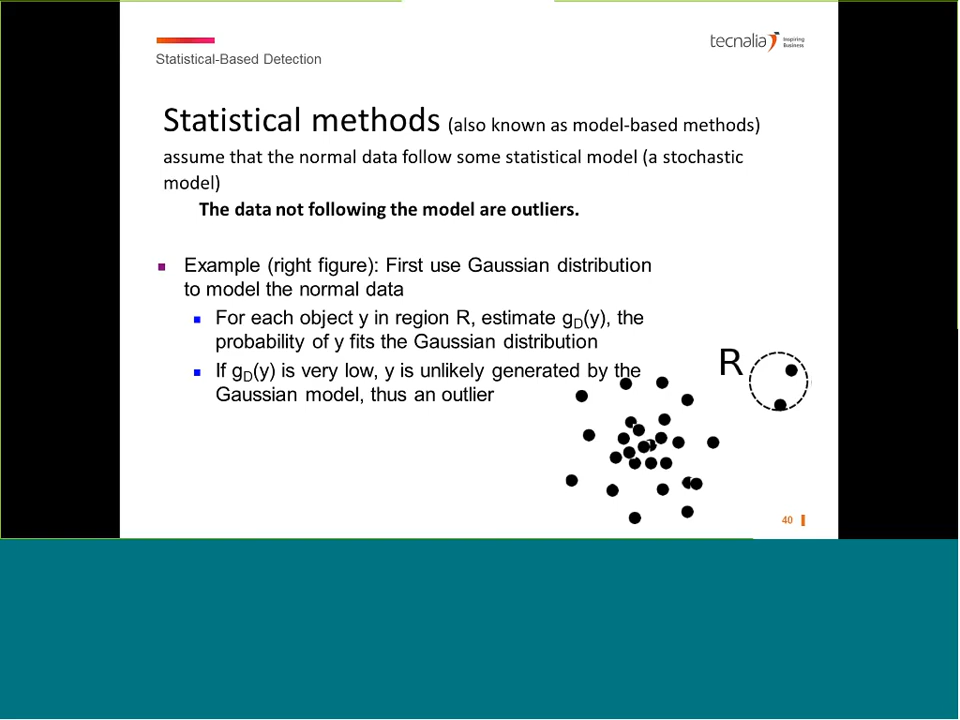 tecnalia Inspiring Business
Statistical-Based Detection
Statistical methods (also known as model-based methods)
assume that the normal data follow some statistical model (a stochastic
model)
The data not following the model are outliers.
Example (right figure): First use Gaussian distribution
to model the normal data
For each object y in region R, estimate gD(y), the
probability of y fits the Gaussian distribution
If gD(y) is very low, y is unlikely generated by the
Gaussian model, thus an outlier
R
40